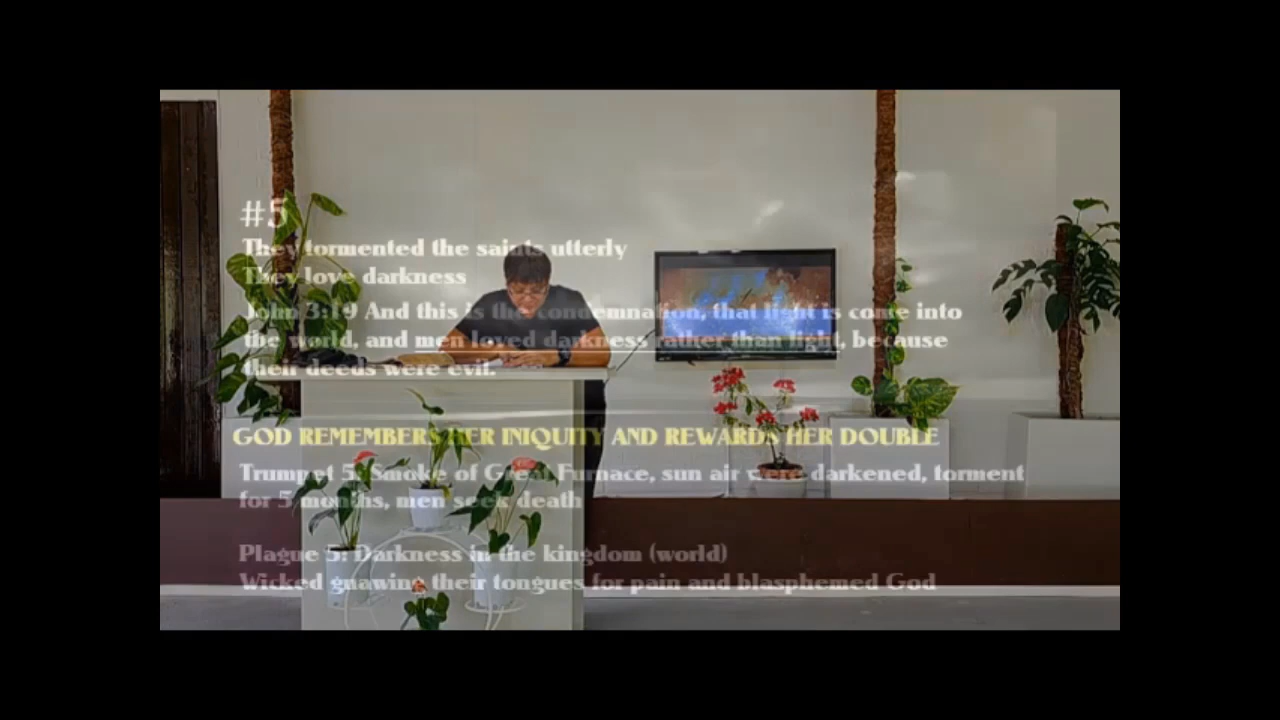 #5
They tormented the saints utterly
They love darkness
John 3:19 And this is the condemnation, that light is come into
the world, and men loved darkness rather than light, because
their deeds were evil.
GOD REMEMBERS HER INIQUITY AND REWARDS HER DOUBLE
Trumpet 5: Smoke of Great Furnace, sun air were darkened, torment
for 5 months, men seek death
Plague 5: Darkness in the kingdom (world)
Wicked gnawing their tongues for pain and blasphemed God